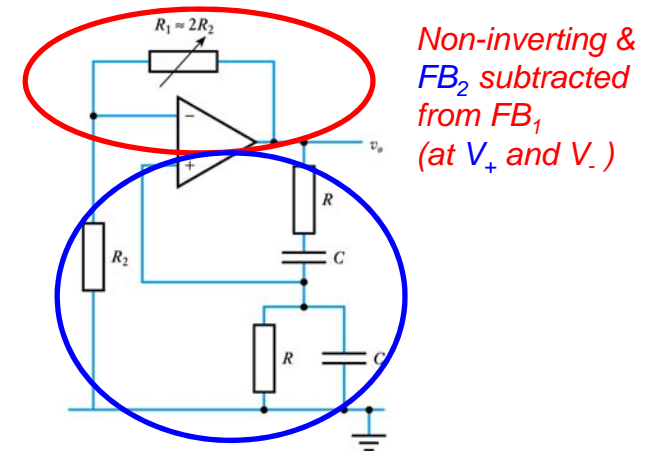 R₁ ≈ 2R₂
Non-inverting &
FB₂ subtracted
from FB₁
(at V₊ and V₋ )
−
+
vₒ
R
C
R₂
R
C